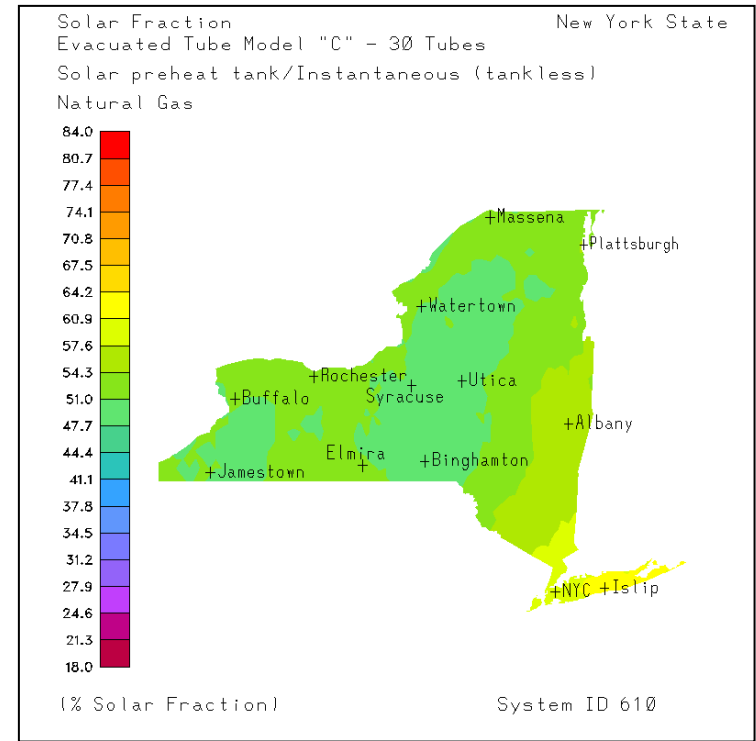 Solar Fraction New York State
Evacuated Tube Model "C" - 30 Tubes
Solar preheat tank/Instantaneous (tankless)
Natural Gas
84.0
80.7
77.4
74.1
70.8
67.5
64.2
60.9
57.6
54.3
51.0
47.7
44.4
41.1
37.8
34.5
31.2
27.9
24.6
21.3
18.0
+Massena
+Plattsburgh
+Watertown
+Rochester
+Utica
Syracuse
+Buffalo
+Albany
Elmira
+Binghamton
+Jamestown
+NYC +Islip
(% Solar Fraction) System ID 610